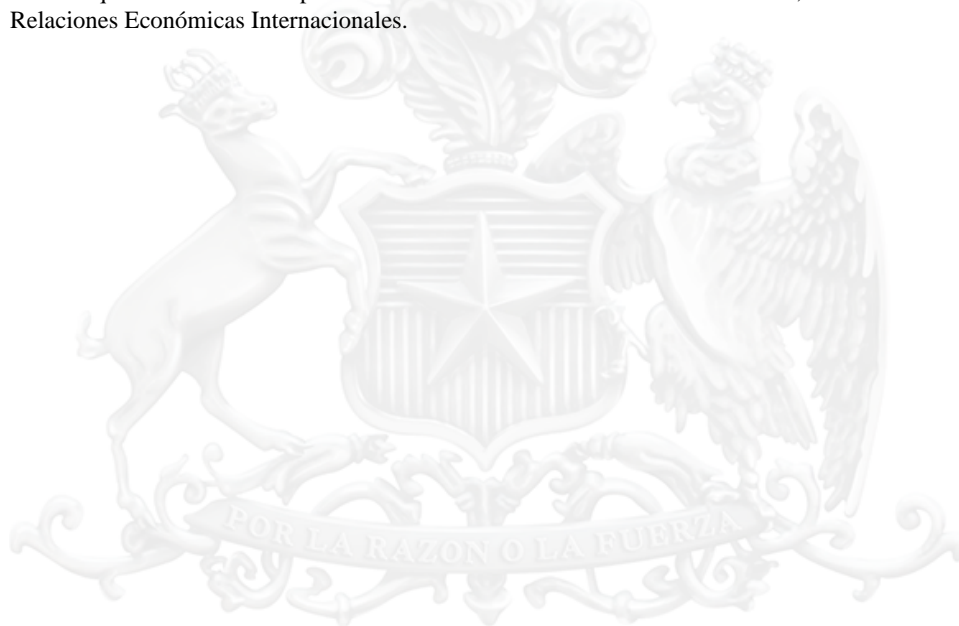 Relaciones Económicas Internacionales.
POR LA RAZON O LA FUERZA